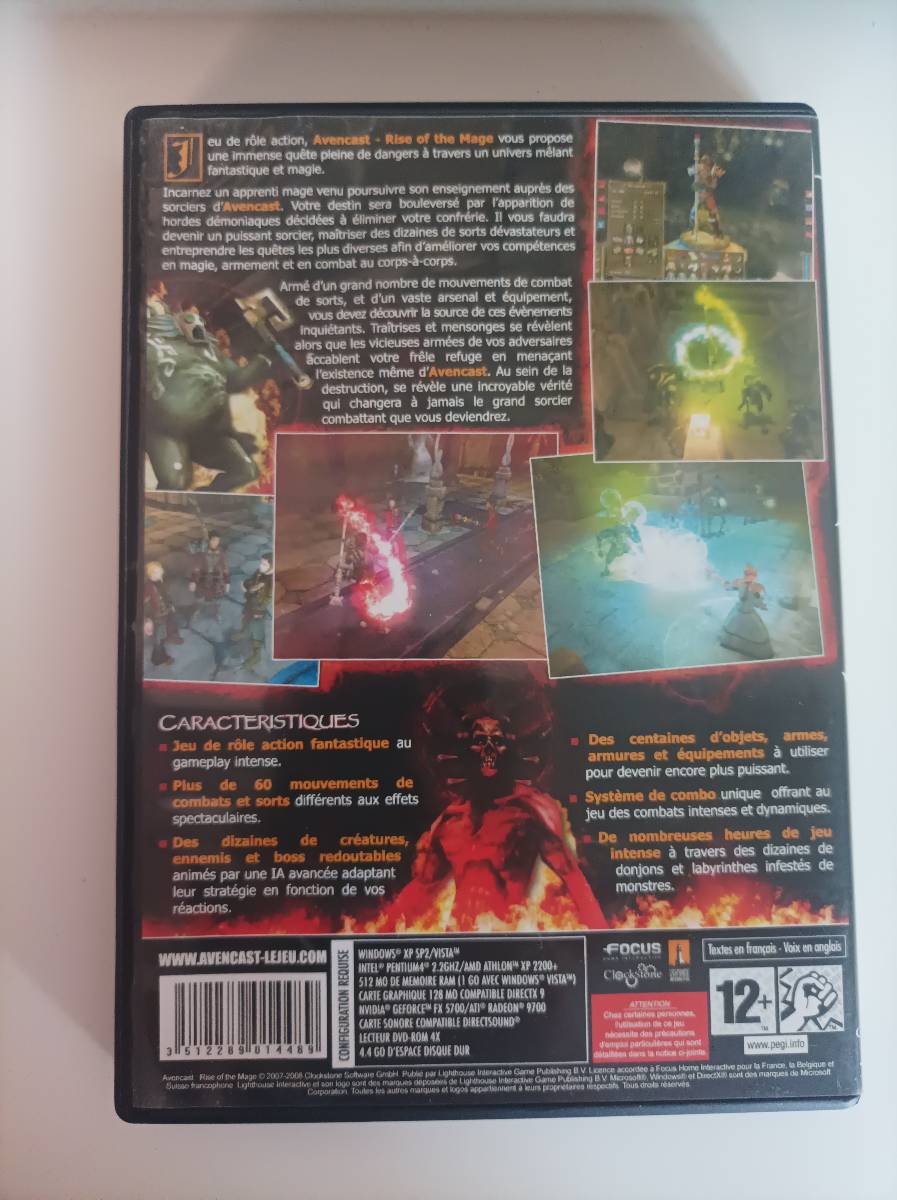 Jeu de rôle action, Avencast - Rise of the Mage vous propose
une immense quête pleine de dangers à travers un univers mêlant
fantastique et magie.
Incarnez un apprenti mage venu poursuivre son enseignement auprès des
sorciers d'Avencast. Votre destin sera bouleversé par l'apparition de
hordes démoniaques décidées à éliminer votre confrérie. Il vous faudra
devenir un puissant sorcier, maîtriser des dizaines de sorts dévastateurs et
entreprendre les quêtes les plus diverses afin d'améliorer vos compétences
en magie, armement et en combat au corps-à-corps.
Armé d'un grand nombre de mouvements de combat
de sorts, et d'un vaste arsenal et équipement,
vous devez découvrir la source de ces évènements
inquiétants. Traîtrises et mensonges se révèlent
alors que les vicieuses armées de vos adversaires
accablent votre frêle refuge en menaçant
l'existence même d'Avencast. Au sein de la
destruction, se révèle une incroyable vérité
qui changera à jamais le grand sorcier
combattant que vous deviendrez.
CARACTERISTIQUES
Jeu de rôle action fantastique au
gameplay intense.
Plus de 60 mouvements de
combats et sorts différents aux effets
spectaculaires.
Des dizaines de créatures,
ennemis et boss redoutables
animés par une IA avancée adaptant
leur stratégie en fonction de vos
réactions.
Des centaines d'objets, armes,
armures et équipements à utiliser
pour devenir encore plus puissant.
Système de combo unique offrant au
jeu des combats intenses et dynamiques.
De nombreuses heures de jeu
intense à travers des dizaines de
donjons et labyrinthes infestés de
monstres.
WWW.AVENCAST-LEJEU.COM
3 512289 014489
CONFIGURATION REQUISE
WINDOWS® XP SP2/VISTA™
INTEL® PENTIUM4® 2.2GHZ/AMD ATHLON™ XP 2200+
512 MO DE MEMOIRE RAM (1 GO AVEC WINDOWS® VISTA™)
CARTE GRAPHIQUE 128 MO COMPATIBLE DIRECTX 9
NVIDIA® GEFORCE™ FX 5700/ATI® RADEON® 9700
CARTE SONORE COMPATIBLE DIRECTSOUND®
LECTEUR DVD-ROM 4X
4.4 GO D'ESPACE DISQUE DUR
FOCUS
Clockstone
Textes en français - Voix en anglais
ATTENTION
Chez certaines personnes,
l'utilisation de ce jeu
nécessite des précautions
d'emploi particulières qui sont
détaillées dans la notice ci-jointe.
12+
www.pegi.info
Avencast Rise of the Mage © 2007-2008 Clockstone Software GmbH. Publié par Lighthouse Interactive Game Publishing B.V. Licence accordée à Focus Home Interactive pour la France, la Belgique et
Suisse francophone. Lighthouse interactive et son logo sont des marques déposées de Lighthouse Interactive Game Publishing B.V. Microsoft®, Windows® et DirectX® sont des marques de Microsoft
Corporation. Toutes les autres marques et logos appartiennent à leurs propriétaires respectifs. Tous droits réservés.